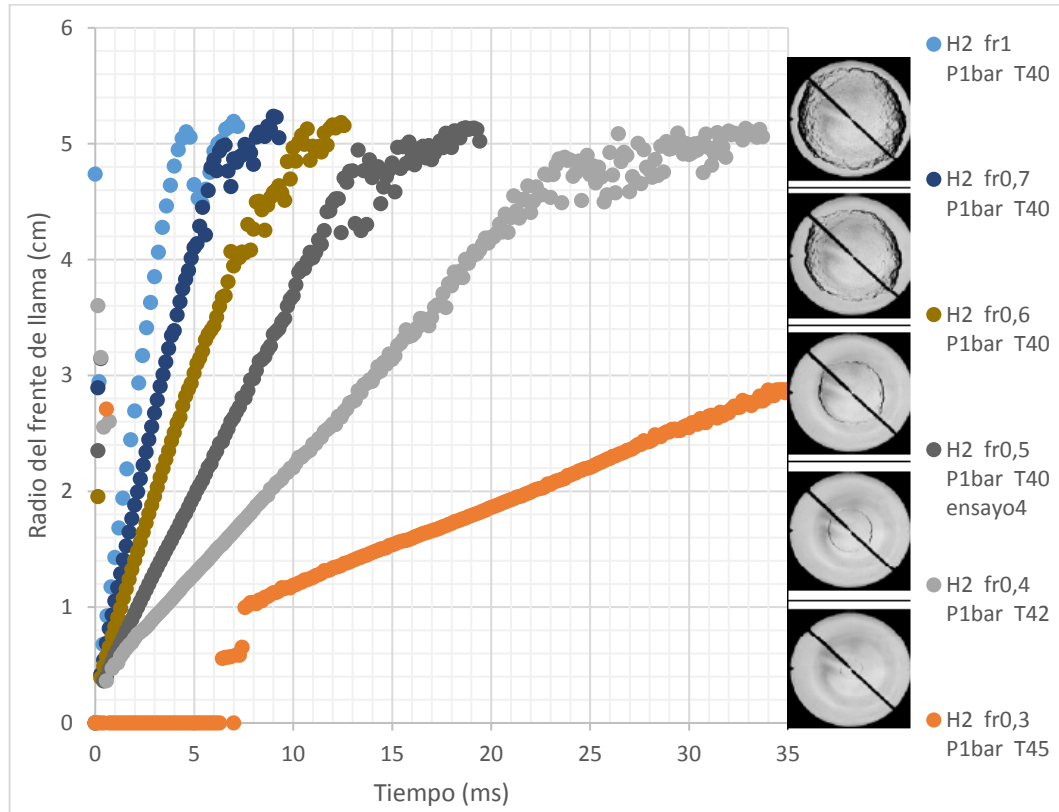 6
5
4
3
2
1
0
0
5
10
15
20
25
30
35
Radio del frente de llama (cm)
Tiempo (ms)
H2 fr1
P1bar T40
H2 fr0,7
P1bar T40
H2 fr0,6
P1bar T40
H2 fr0,5
P1bar T40
ensayo4
H2 fr0,4
P1bar T42
H2 fr0,3
P1bar T45